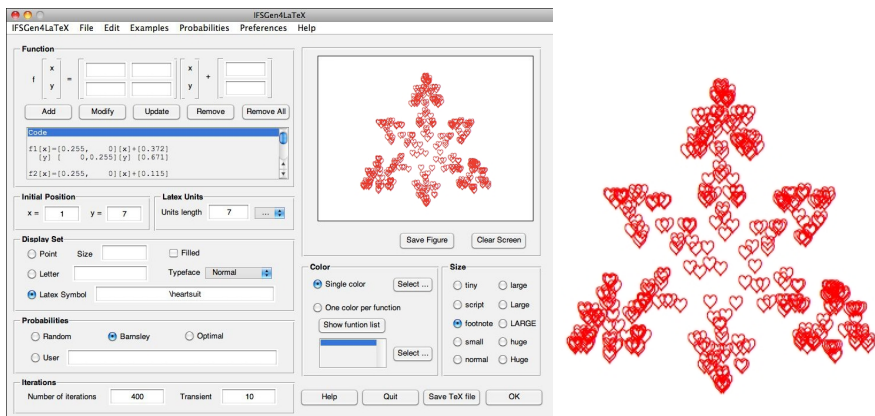 IFSGen4LaTeX
IFSGen4LaTeX File Edit Examples Probabilities Preferences Help
Function
f x y = x y +
Add Modify Update Remove Remove All
Code
f1[x]=[0.255, 0][x]+[0.372]
[y] [ 0,0.255][y] [0.671]
f2[x]=[0.255, 0][x]+[0.115]
Initial Position
x = 1 y = 7
Latex Units
Units length 7 ...
Display Set
Point Size Filled
Letter Typeface Normal
Latex Symbol \heartsuit
Probabilities
Random Barnsley Optimal
User
Iterations
Number of iterations 400 Transient 10
Save Figure Clear Screen
Color
Single color Select ...
One color per function
Show funtion list
Select ...
Size
tiny large
script Large
footnote LARGE
small huge
normal Huge
Help Quit Save TeX file OK